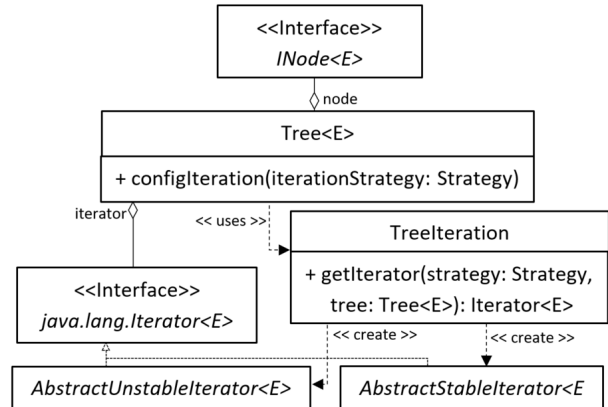 <<Interface>>
INode<E>
node
Tree<E>
+ configIteration(iterationStrategy: Strategy)
iterator
<< uses >>
TreeIteration
+ getIterator(strategy: Strategy,
tree: Tree<E>): Iterator<E>
<<Interface>>
java.lang.Iterator<E>
<< create >>
<< create >>
AbstractUnstableIterator<E>
AbstractStableIterator<E